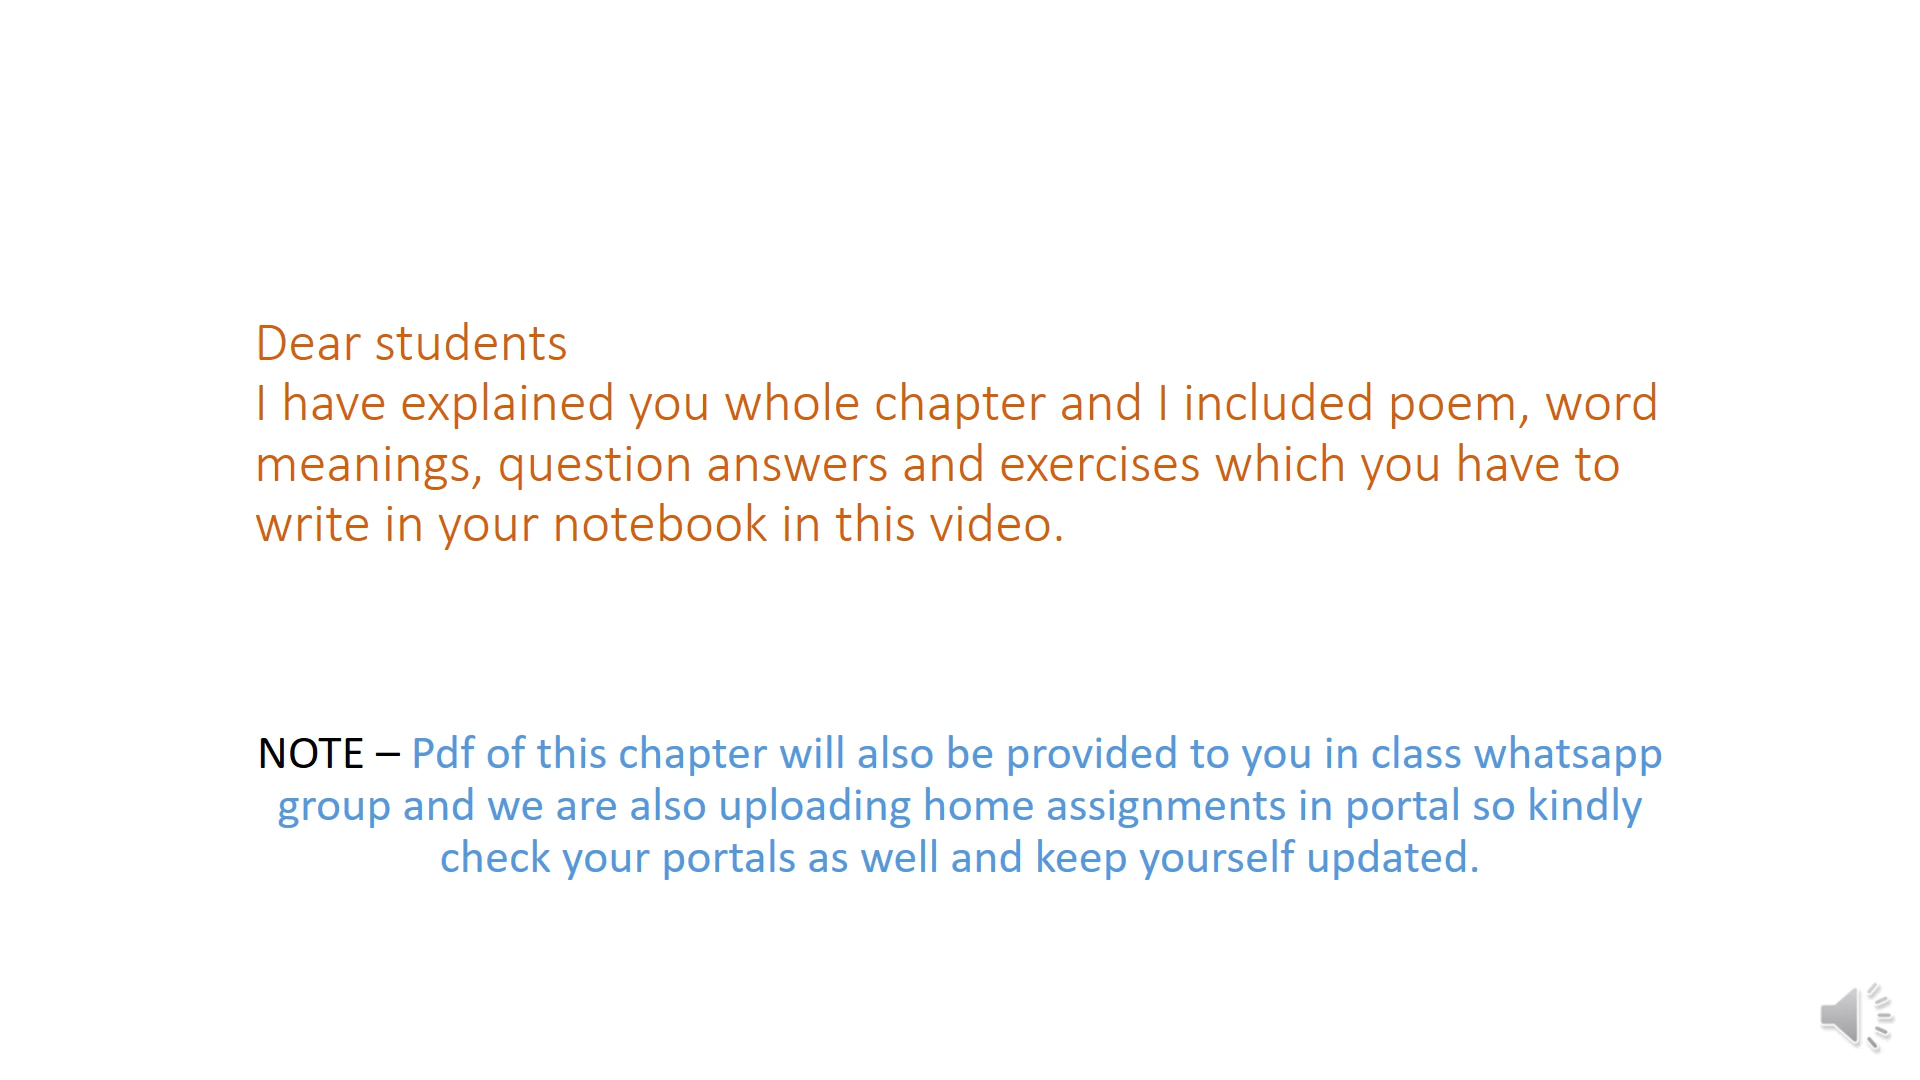 Dear students
I have explained you whole chapter and I included poem, word
meanings, question answers and exercises which you have to
write in your notebook in this video.
NOTE – Pdf of this chapter will also be provided to you in class whatsapp
group and we are also uploading home assignments in portal so kindly
check your portals as well and keep yourself updated.